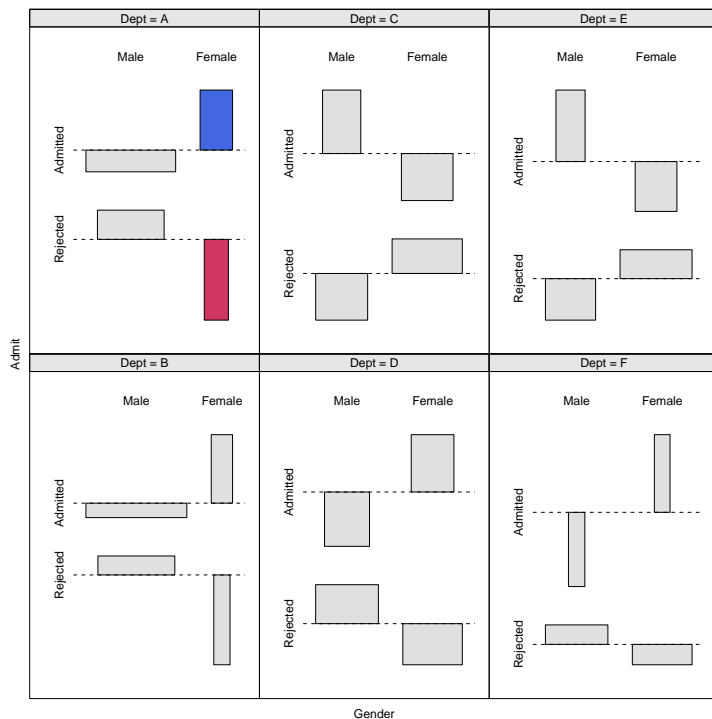 Dept = A
Male Female
Admitted
Rejected
Dept = C
Male Female
Admitted
Rejected
Dept = E
Male Female
Admitted
Rejected
Admit
Dept = B
Male Female
Admitted
Rejected
Dept = D
Male Female
Admitted
Rejected
Dept = F
Male Female
Admitted
Rejected
Gender